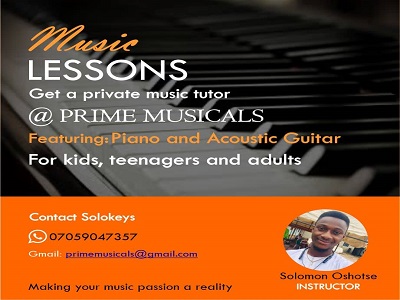 Music
LESSONS
Get a private music tutor
@ PRIME MUSICALS
Featuring: Piano and Acoustic Guitar
For kids, teenagers and adults
Contact Solokeys
07059047357
Gmail: primemusicals@gmail.com
Solomon Oshotse
INSTRUCTOR
Making your music passion a reality